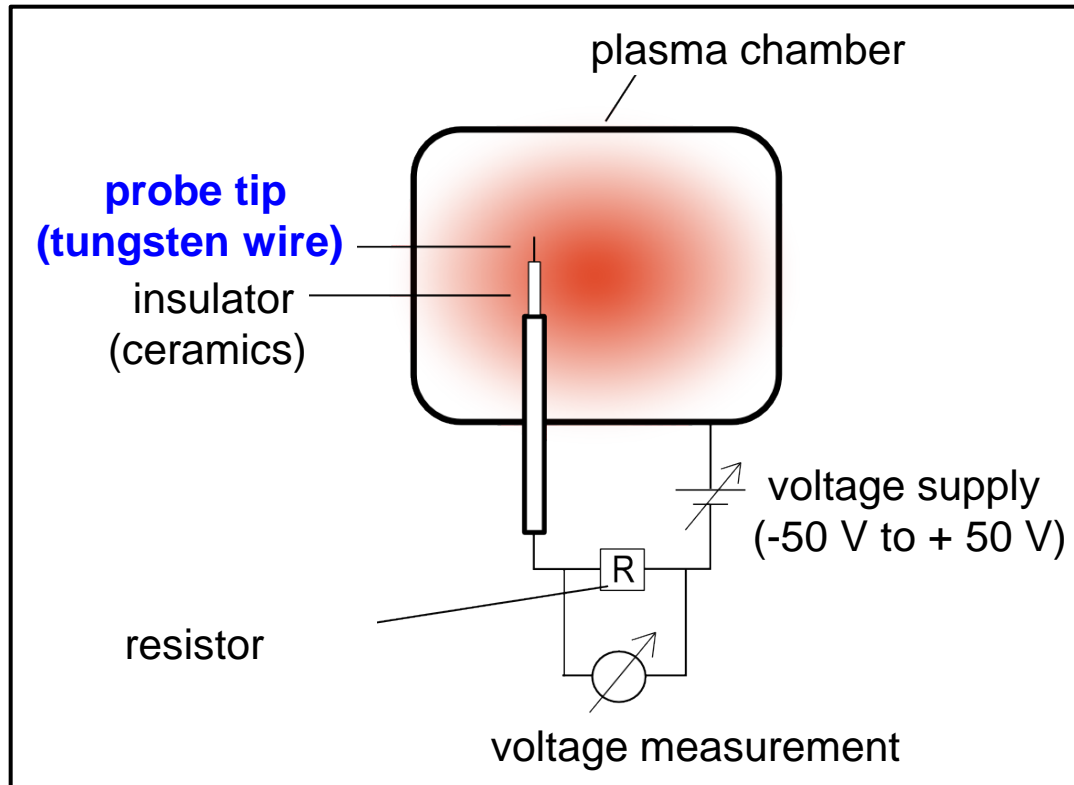 plasma chamber
probe tip
(tungsten wire)
insulator
(ceramics)
voltage supply
(-50 V to + 50 V)
R
resistor
voltage measurement